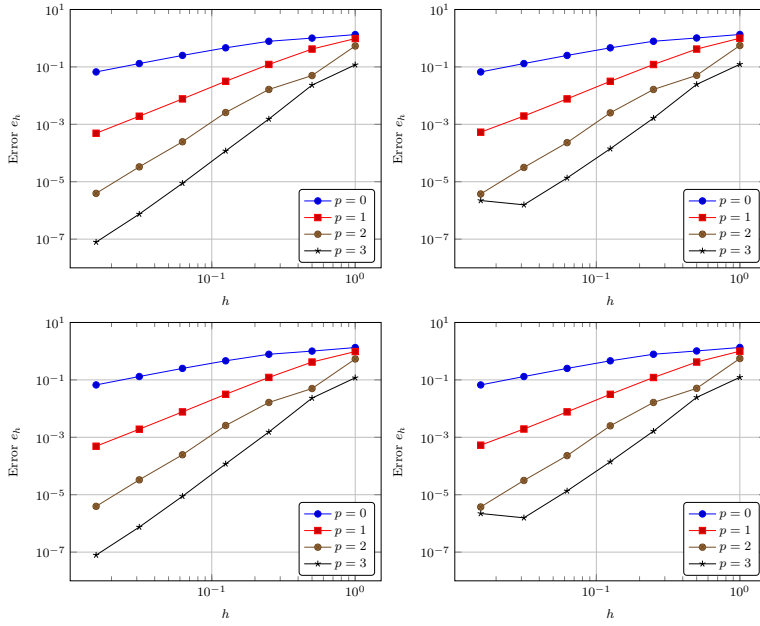 10^1
10^-1
10^-3
10^-5
10^-7
Error e_h
10^-1
10^0
h
p = 0
p = 1
p = 2
p = 3
10^1
10^-1
10^-3
10^-5
10^-7
Error e_h
10^-1
10^0
h
p = 0
p = 1
p = 2
p = 3
10^1
10^-1
10^-3
10^-5
10^-7
Error e_h
10^-1
10^0
h
p = 0
p = 1
p = 2
p = 3
10^1
10^-1
10^-3
10^-5
10^-7
Error e_h
10^-1
10^0
h
p = 0
p = 1
p = 2
p = 3